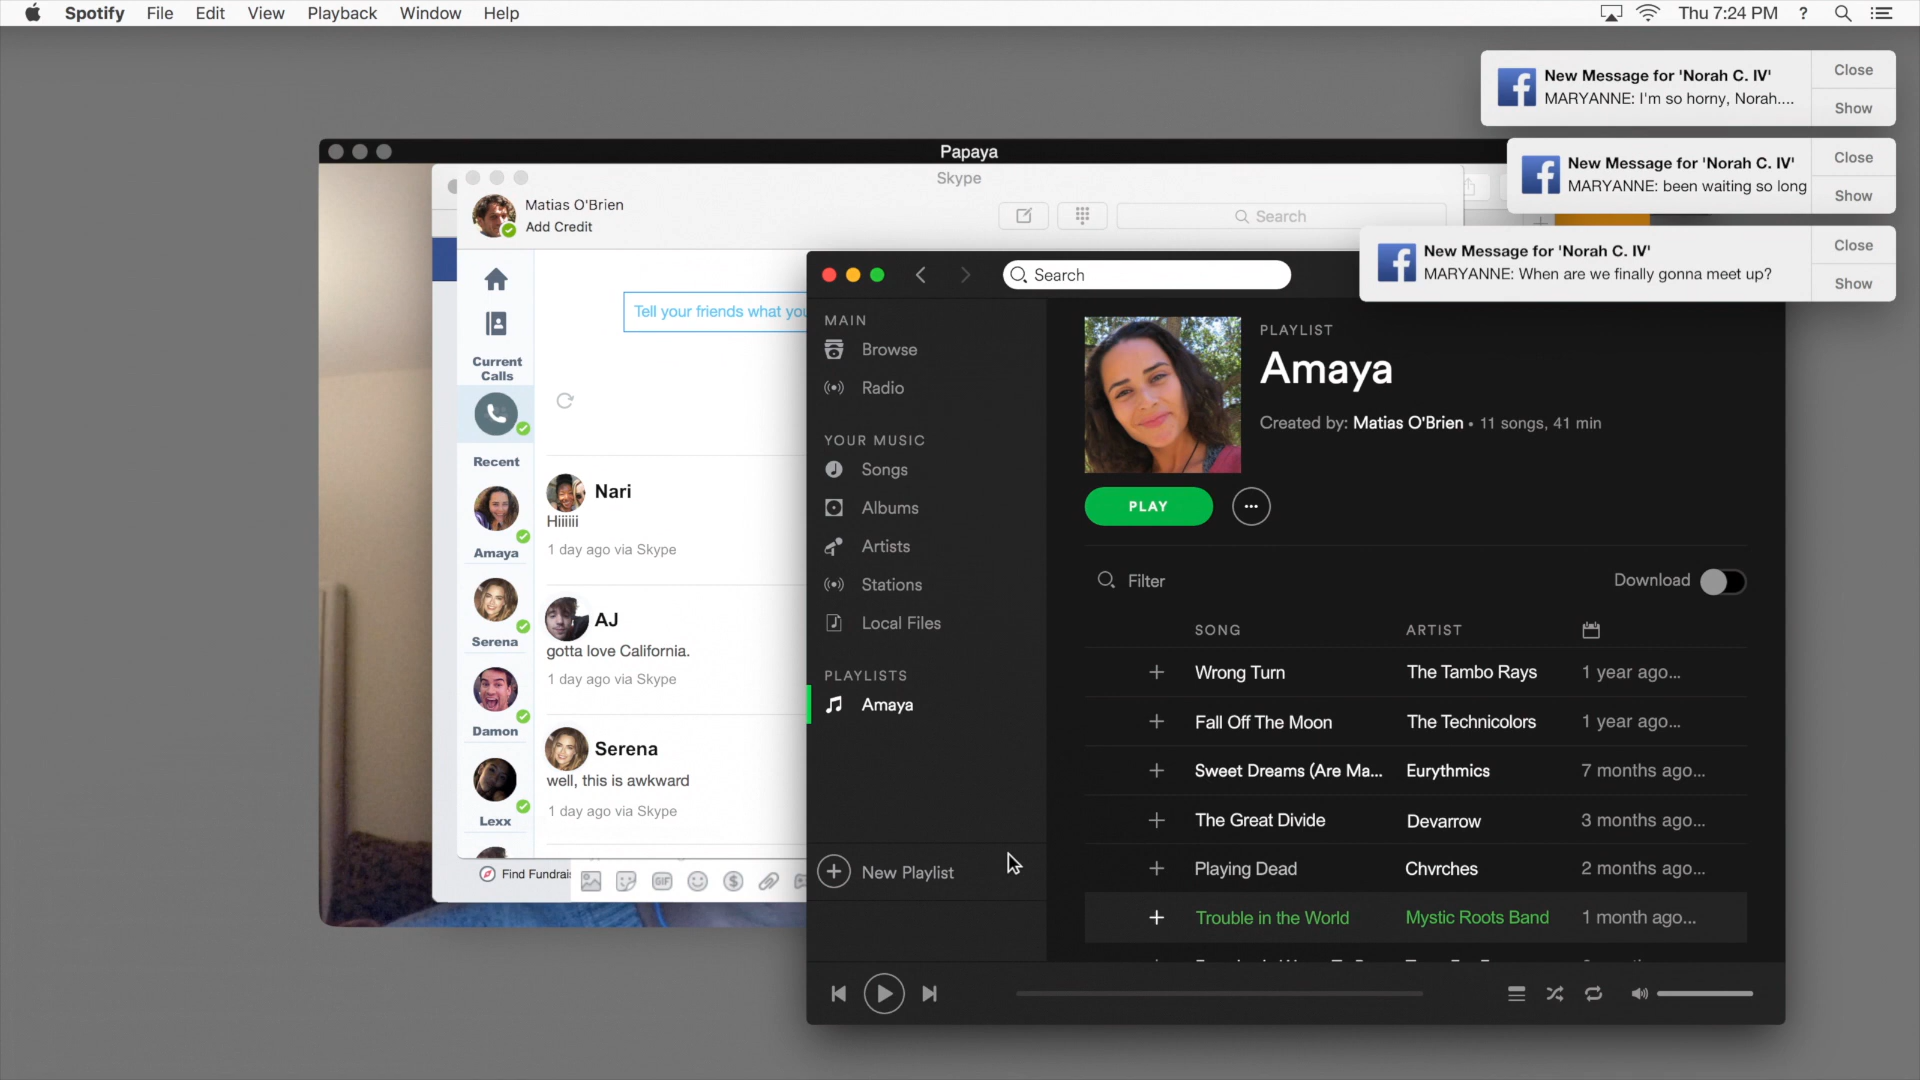 Spotify File Edit View Playback Window Help
Thu 7:24 PM ?
New Message for 'Norah C. IV'
MARYANNE: I'm so horny, Norah....
Close
Show
New Message for 'Norah C. IV'
MARYANNE: been waiting so long
Close
Show
New Message for 'Norah C. IV'
MARYANNE: When are we finally gonna meet up?
Close
Show
Papaya
Skype
Matias O'Brien
Add Credit
Search
Tell your friends what you
Current
Calls
Recent
Amaya
Serena
Damon
Lexx
Nari
Hiiiiii
1 day ago via Skype
AJ
gotta love California.
1 day ago via Skype
Serena
well, this is awkward
1 day ago via Skype
Find Fundrais
GIF
Search
MAIN
Browse
Radio
YOUR MUSIC
Songs
Albums
Artists
Stations
Local Files
PLAYLISTS
Amaya
New Playlist
PLAYLIST
Amaya
Created by: Matias O'Brien • 11 songs, 41 min
PLAY
Filter
Download
SONG ARTIST
Wrong Turn The Tambo Rays 1 year ago...
Fall Off The Moon The Technicolors 1 year ago...
Sweet Dreams (Are Ma... Eurythmics 7 months ago...
The Great Divide Devarrow 3 months ago...
Playing Dead Chvrches 2 months ago...
Trouble in the World Mystic Roots Band 1 month ago...